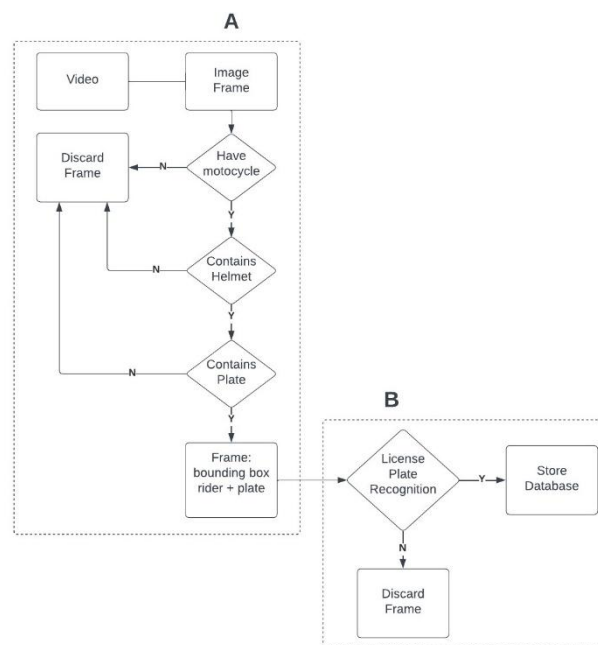 A
Video
Image
Frame
Discard
Frame
N
Have
motocycle
Y
N
Contains
Helmet
Y
N
Contains
Plate
Y
B
Frame:
bounding box
rider + plate
License
Plate
Recognition
Y
Store
Database
N
Discard
Frame